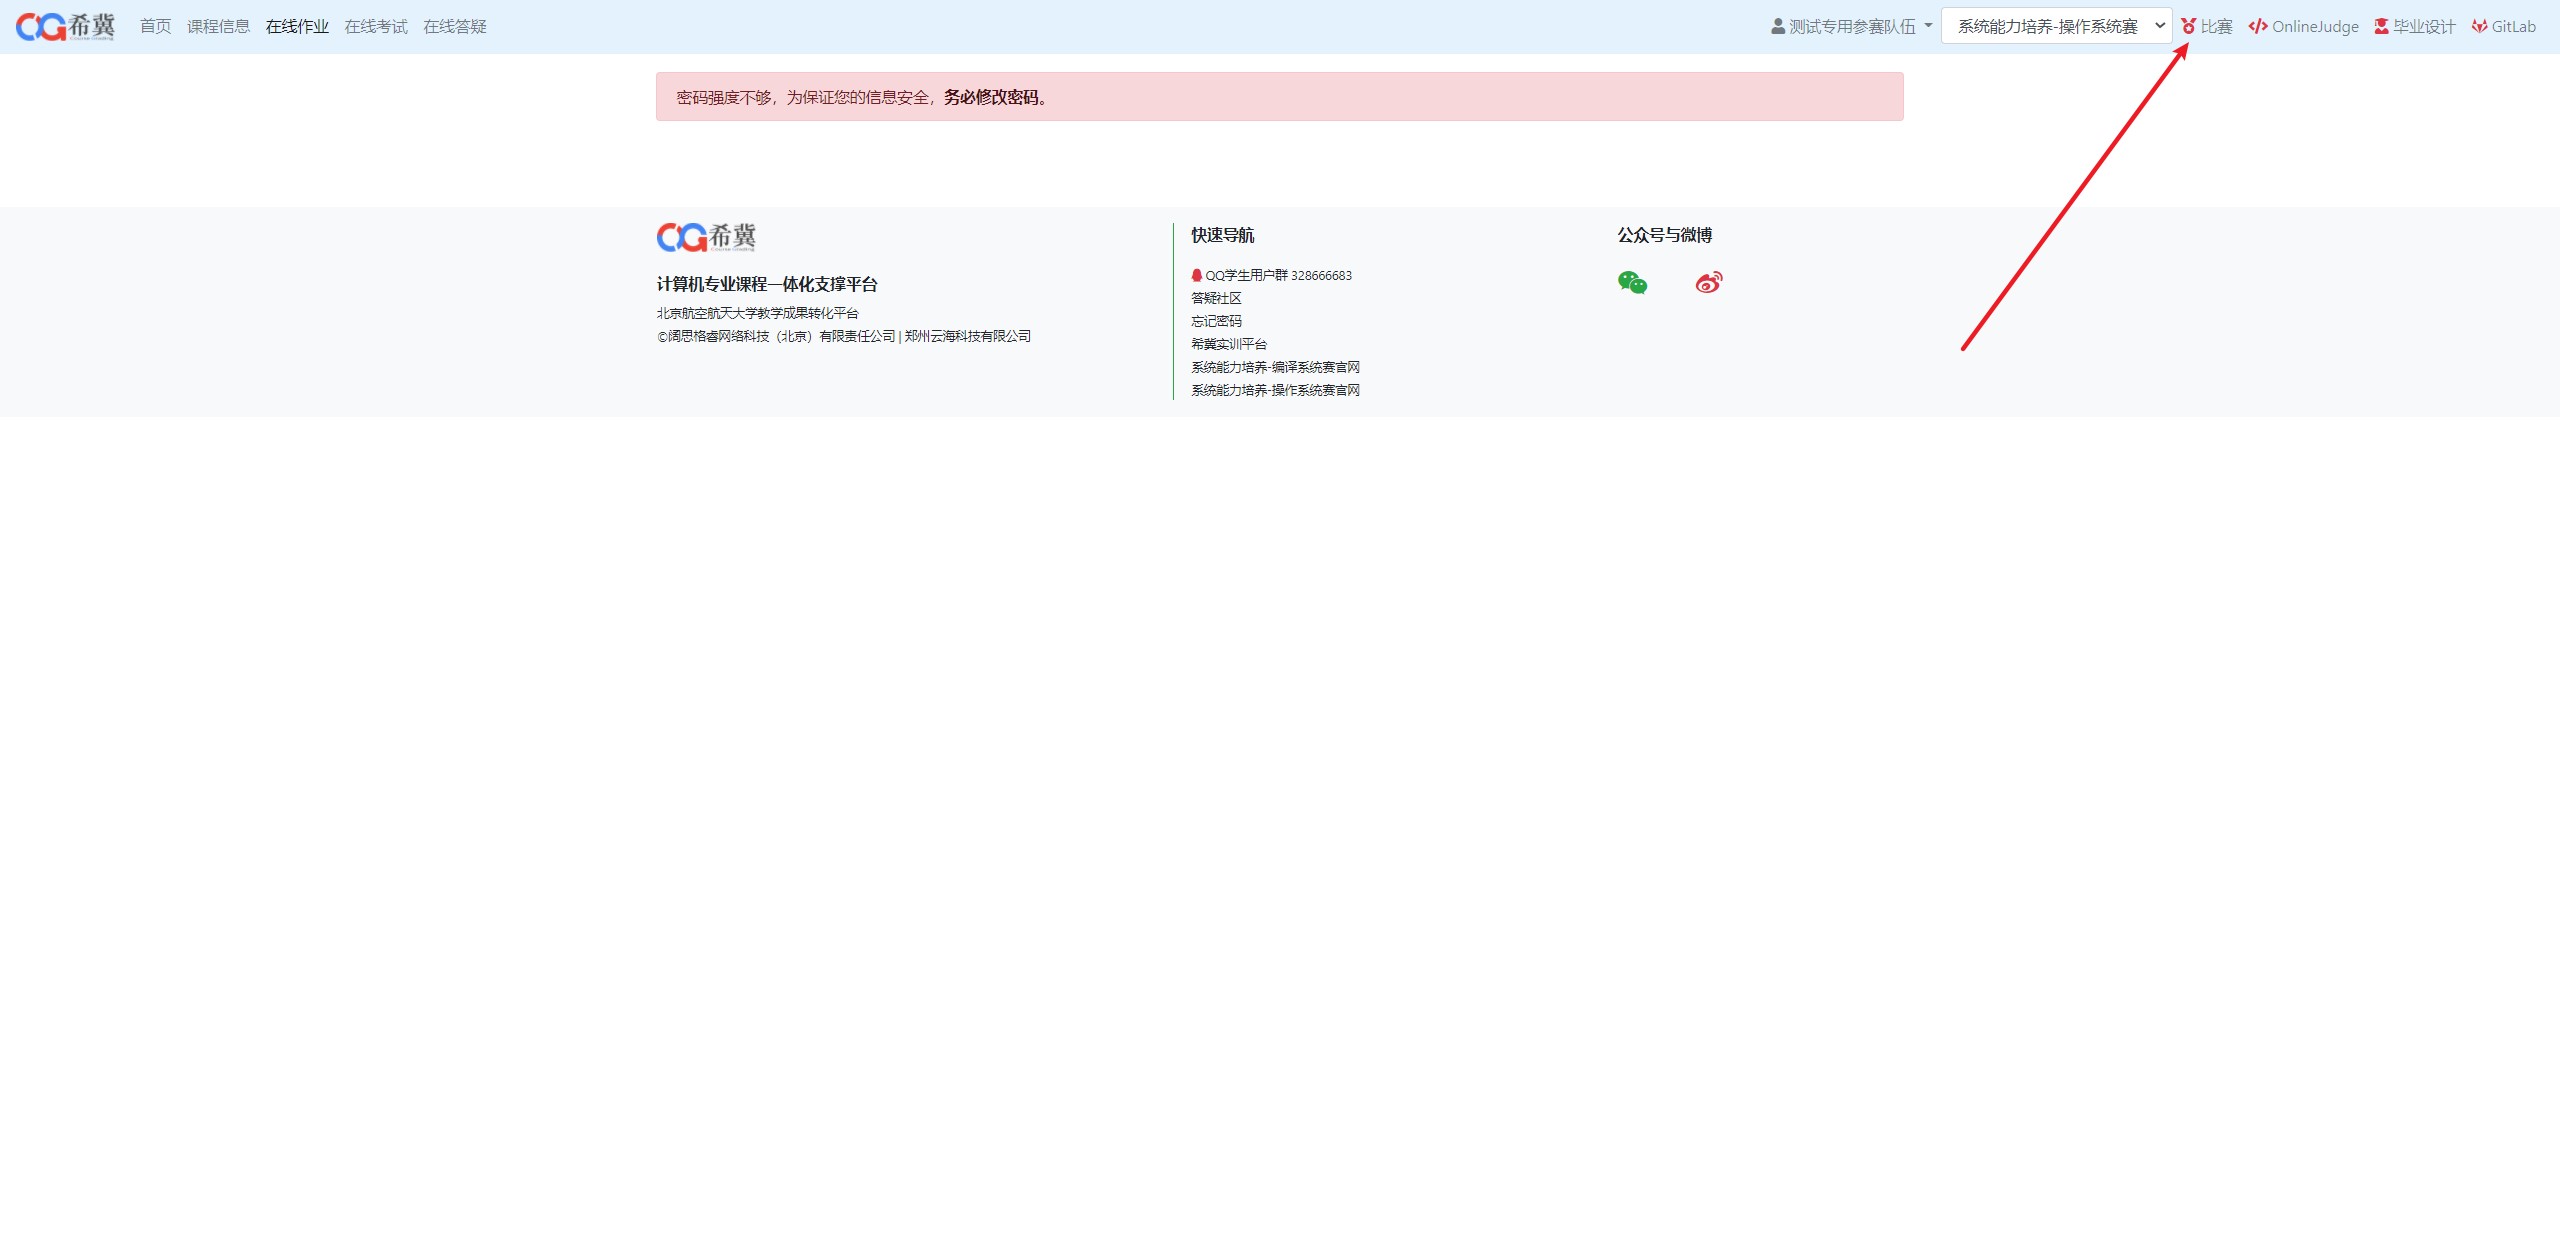 CG希冀 首页 课程信息 在线作业 在线考试 在线答疑 测试专用参赛队伍 系统能力培养-操作系统赛 比赛 OnlineJudge 毕业设计 GitLab
密码强度不够，为保证您的信息安全，务必修改密码。
CG希冀
计算机专业课程一体化支撑平台
北京航空航天大学教学成果转化平台
©阔思格睿网络科技（北京）有限责任公司 | 郑州云海科技有限公司
快速导航
QQ学生用户群 328666683
答疑社区
忘记密码
希冀实训平台
系统能力培养-编译系统赛官网
系统能力培养-操作系统赛官网
公众号与微博